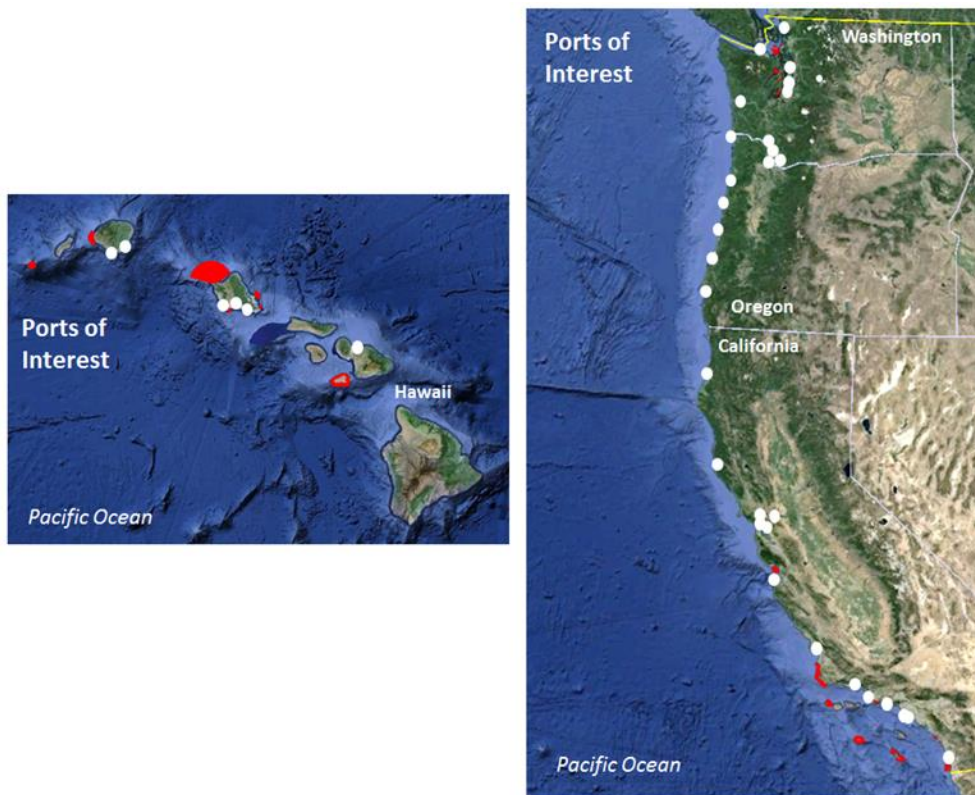 Ports of
Interest
Hawaii
Pacific Ocean
Ports of
Interest
Washington
Oregon
California
Pacific Ocean